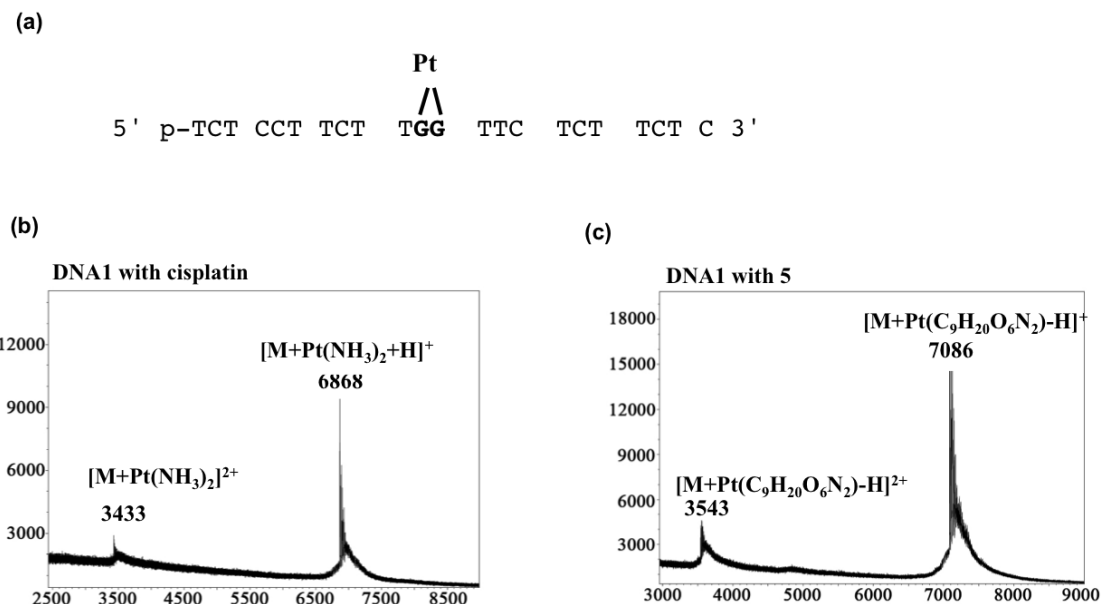 (a)
Pt
5' p-TCT CCT TCT TGG TTC TCT TCT C 3'
(b)
DNA1 with cisplatin
[M+Pt(NH₃)₂+H]⁺
6868
[M+Pt(NH₃)₂]²⁺
3433
12000
9000
6000
3000
2500 3500 4500 5500 6500 7500 8500
(c)
DNA1 with 5
[M+Pt(C₉H₂₀O₆N₂)-H]⁺
7086
[M+Pt(C₉H₂₀O₆N₂)-H]²⁺
3543
18000
15000
12000
9000
6000
3000
3000 4000 5000 6000 7000 8000 9000